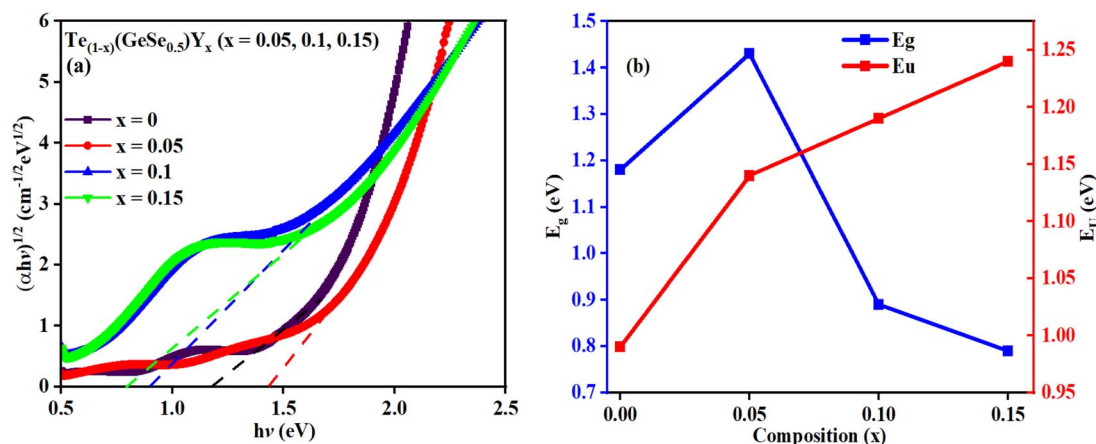 Te(1-x)(GeSe0.5)Yx (x = 0.05, 0.1, 0.15)
(a)
x = 0
x = 0.05
x = 0.1
x = 0.15
(αhν)1/2 (cm-1/2eV1/2)
6
5
4
3
2
1
0
0.5 1.0 1.5 2.0 2.5
hν (eV)
(b)
Eg
Eu
Eg (eV)
1.5
1.4
1.3
1.2
1.1
1.0
0.9
0.8
0.7
0.00 0.05 0.10 0.15
Composition (x)
1.25
1.20
1.15
1.10
1.05
1.00
0.95
EU (eV)